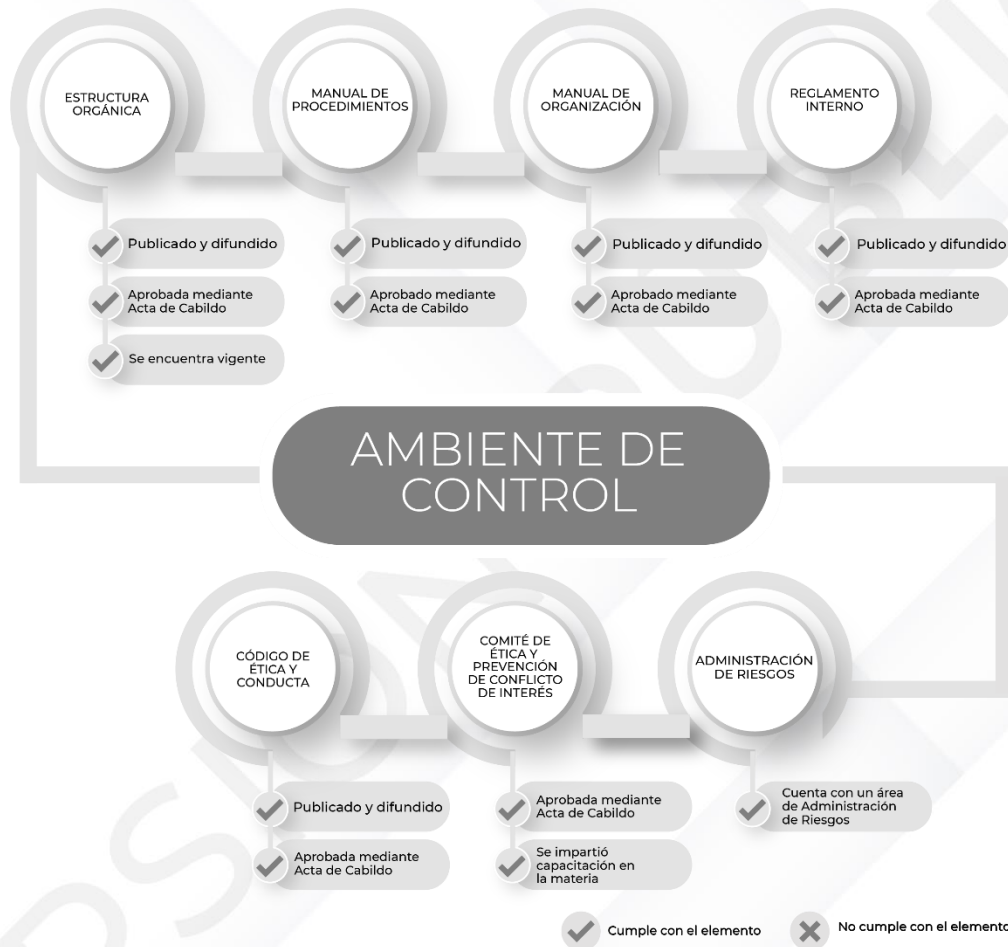 ESTRUCTURA
ORGÁNICA
MANUAL DE
PROCEDIMIENTOS
MANUAL DE
ORGANIZACIÓN
REGLAMENTO
INTERNO
Publicado y difundido
Aprobada mediante
Acta de Cabildo
Se encuentra vigente
Publicado y difundido
Aprobado mediante
Acta de Cabildo
Publicado y difundido
Aprobado mediante
Acta de Cabildo
Publicado y difundido
Aprobada mediante
Acta de Cabildo
AMBIENTE DE
CONTROL
CÓDIGO DE
ÉTICA Y
CONDUCTA
COMITÉ DE
ÉTICA Y
PREVENCIÓN
DE CONFLICTO
DE INTERÉS
ADMINISTRACIÓN
DE RIESGOS
Publicado y difundido
Aprobada mediante
Acta de Cabildo
Aprobada mediante
Acta de Cabildo
Se impartió
capacitación en
la materia
Cuenta con un área
de Administración
de Riesgos
Cumple con el elemento
No cumple con el elemento